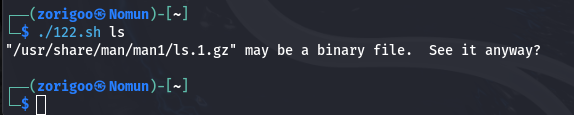 ┌──(zorigoo㉿Nomun)-[~]
└─$ ./122.sh ls
"/usr/share/man/man1/ls.1.gz" may be a binary file.  See it anyway?
┌──(zorigoo㉿Nomun)-[~]
└─$